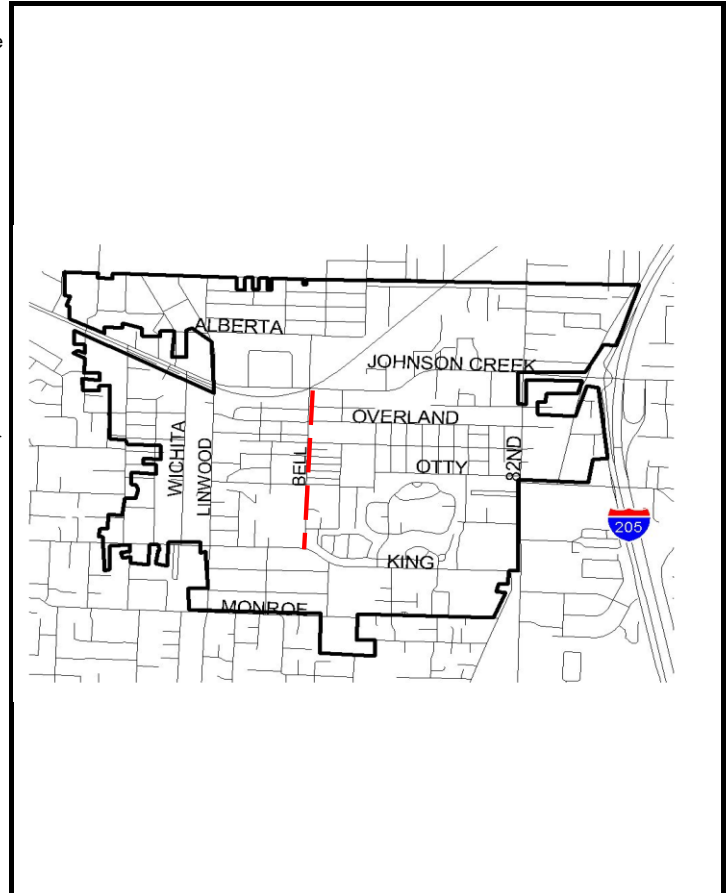 e
ALBERTA
JOHNSON CREEK
OVERLAND
WICHITA
LINWOOD
BELL
OTTY
82ND
205
KING
MONROE